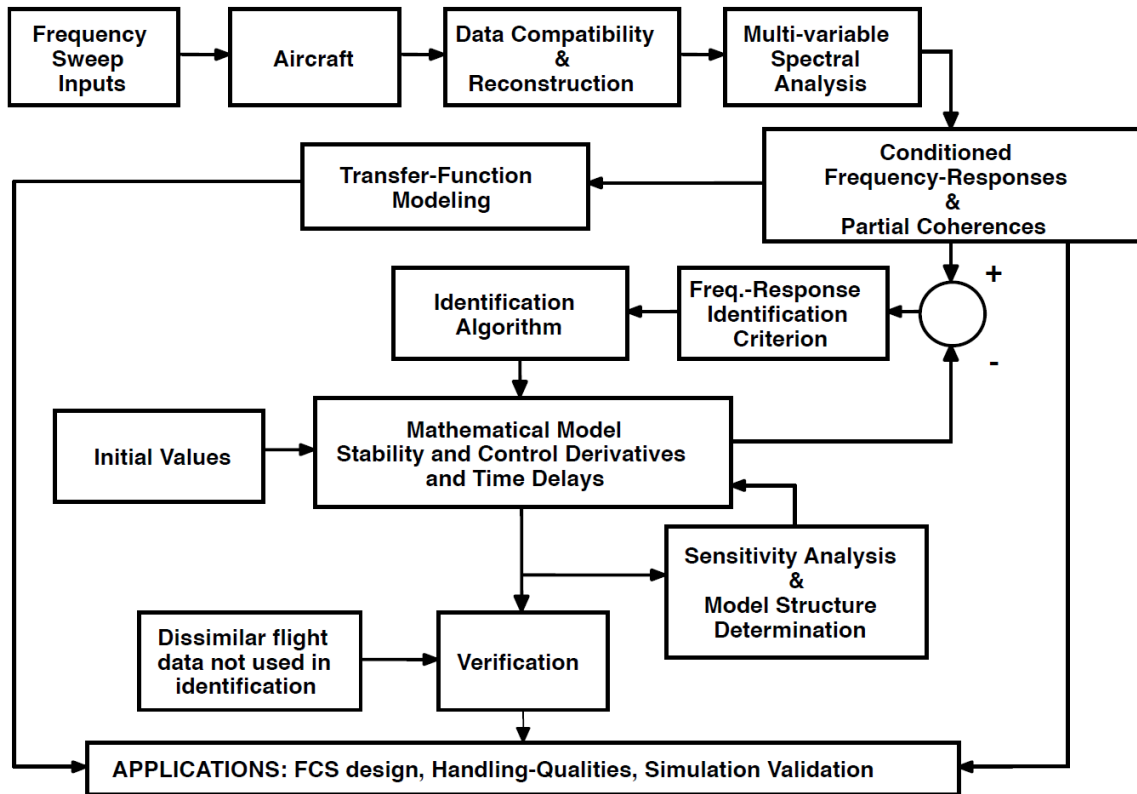 Frequency
Sweep
Inputs
Aircraft
Data Compatibility
&
Reconstruction
Multi-variable
Spectral
Analysis
Conditioned
Frequency-Responses
&
Partial Coherences
Transfer-Function
Modeling
+
-
Freq.-Response
Identification
Criterion
Identification
Algorithm
Mathematical Model
Stability and Control Derivatives
and Time Delays
Initial Values
Sensitivity Analysis
&
Model Structure
Determination
Dissimilar flight
data not used in
identification
Verification
APPLICATIONS: FCS design, Handling-Qualities, Simulation Validation